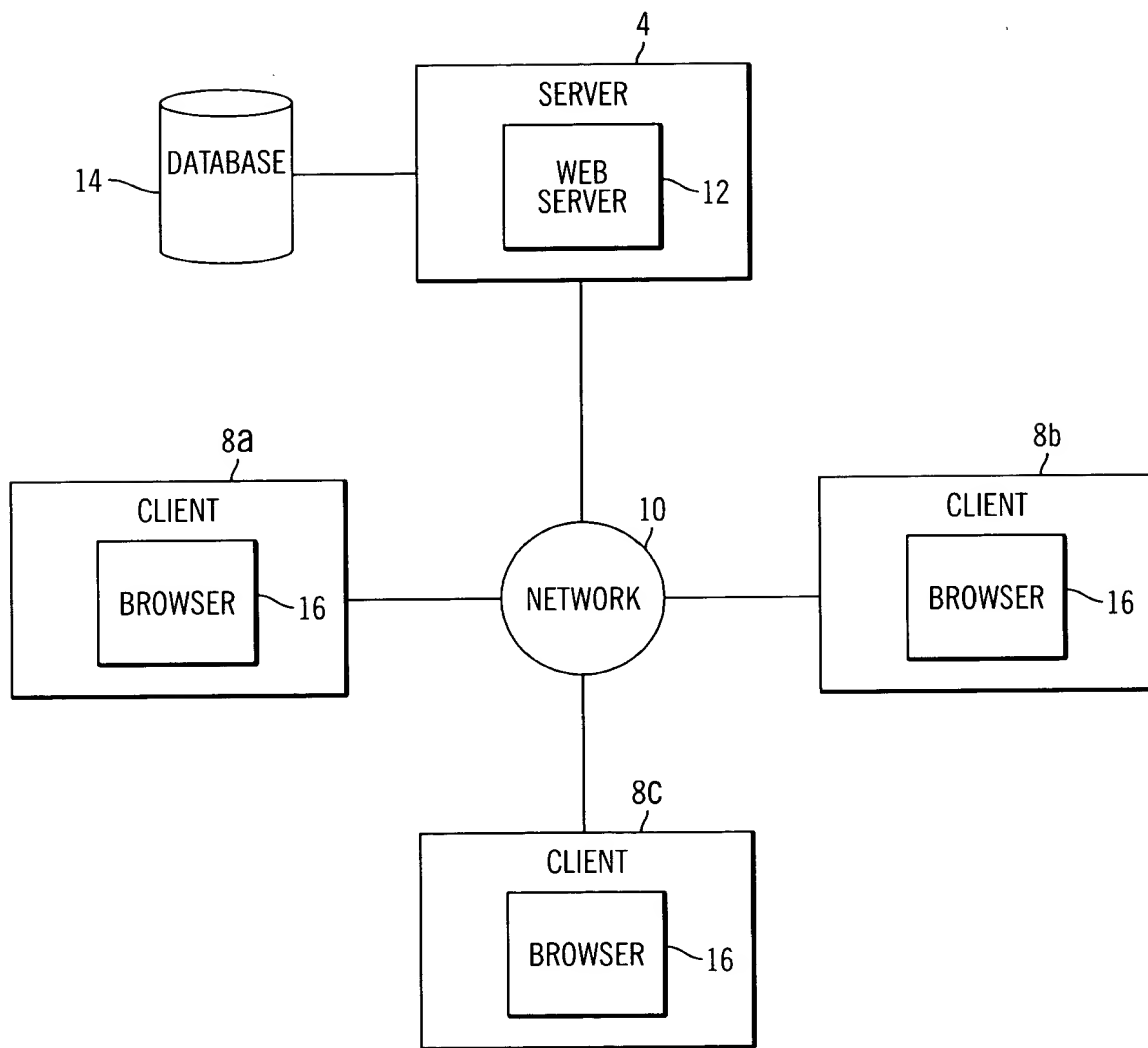 4
SERVER
DATABASE
WEB
SERVER
14
12
8a
8b
CLIENT
10
CLIENT
BROWSER
16
NETWORK
BROWSER
16
8C
CLIENT
BROWSER
16